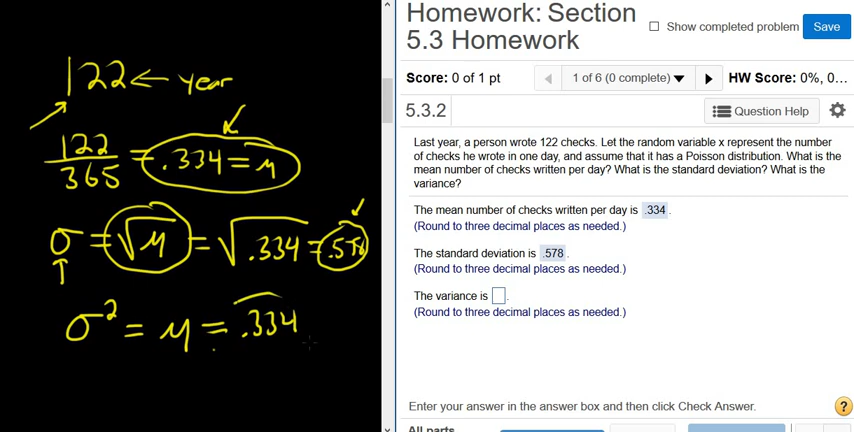 122 ← year
122/365 = .334 = μ
σ = √μ = √.334 = .578
σ² = μ = .334
Homework: Section
5.3 Homework
Show completed problem
Save
Score: 0 of 1 pt
1 of 6 (0 complete)
HW Score: 0%, 0...
5.3.2
Question Help
Last year, a person wrote 122 checks. Let the random variable x represent the number
of checks he wrote in one day, and assume that it has a Poisson distribution. What is the
mean number of checks written per day? What is the standard deviation? What is the
variance?
The mean number of checks written per day is .334.
(Round to three decimal places as needed.)
The standard deviation is .578.
(Round to three decimal places as needed.)
The variance is .
(Round to three decimal places as needed.)
Enter your answer in the answer box and then click Check Answer.
?
All parts